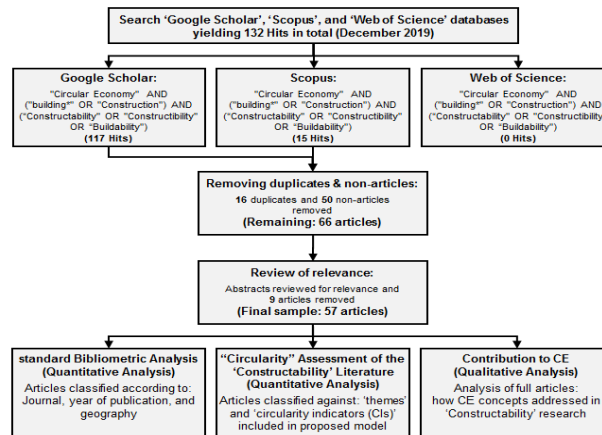 Search ‘Google Scholar’, ‘Scopus’, and ‘Web of Science’ databases
yielding 132 Hits in total (December 2019)
Google Scholar:
"Circular Economy" AND
("building*" OR "Construction") AND
("Constructability" OR "Constructibility"
OR "Buildability")
(117 Hits)
Scopus:
"Circular Economy" AND
("building*" OR "Construction") AND
("Constructability" OR "Constructibility"
OR "Buildability")
(15 Hits)
Web of Science:
"Circular Economy" AND
("building*" OR "Construction") AND
("Constructability" OR "Constructibility"
OR "Buildability")
(0 Hits)
Removing duplicates & non-articles:
16 duplicates and 50 non-articles
removed
(Remaining: 66 articles)
Review of relevance:
Abstracts reviewed for relevance and
9 articles removed
(Final sample: 57 articles)
standard Bibliometric Analysis
(Quantitative Analysis)
Articles classified according to:
Journal, year of publication, and
geography
“Circularity” Assessment of the
‘Constructability’ Literature
(Quantitative Analysis)
Articles classified against: ‘themes’
and ‘circularity indicators (CIs)’
included in proposed model
Contribution to CE
(Qualitative Analysis)
Analysis of full articles:
how CE concepts addressed in
‘Constructability’ research